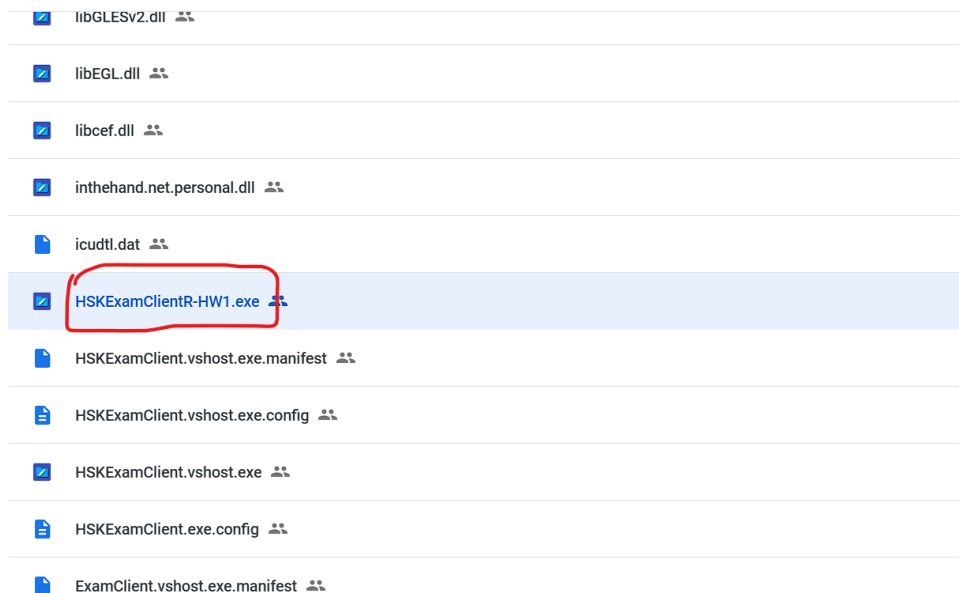 libGLESv2.dll
libEGL.dll
libcef.dll
inthehand.net.personal.dll
icudtl.dat
HSKExamClientR-HW1.exe
HSKExamClient.vshost.exe.manifest
HSKExamClient.vshost.exe.config
HSKExamClient.vshost.exe
HSKExamClient.exe.config
ExamClient.vshost.exe.manifest